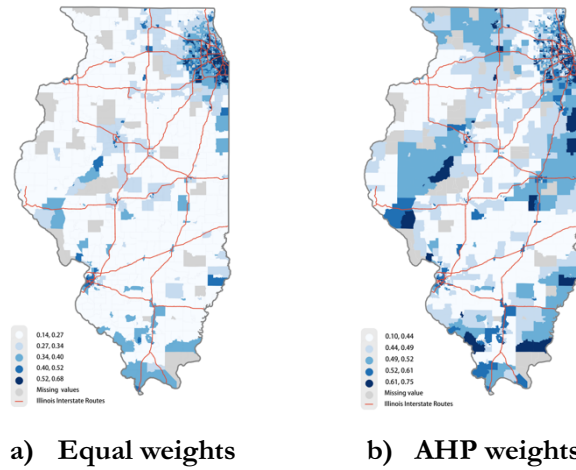 0.14, 0.27
0.27, 0.34
0.34, 0.40
0.40, 0.52
0.52, 0.68
Missing values
Illinois Interstate Routes
0.10, 0.44
0.44, 0.49
0.49, 0.52
0.52, 0.61
0.61, 0.75
Missing value
Illinois Interstate Routes
a) Equal weights
b) AHP weights